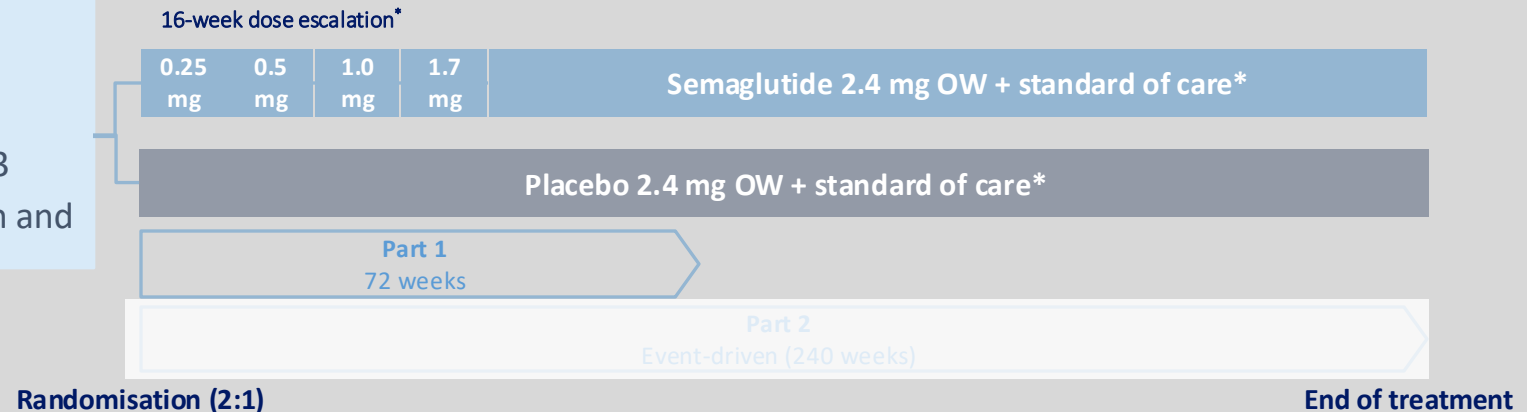 16-week dose escalation*
0.25 mg
0.5 mg
1.0 mg
1.7 mg
Semaglutide 2.4 mg OW + standard of care*
Placebo 2.4 mg OW + standard of care*
and
Part 1
72 weeks
Part 2
Event-driven (240 weeks)
Randomisation (2:1)
End of treatment